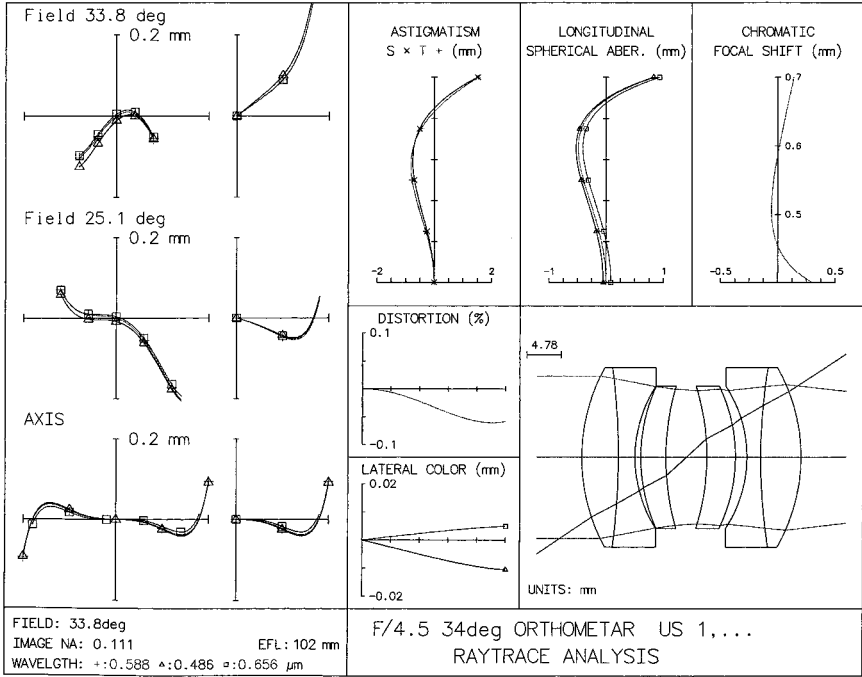 Field 33.8 deg
0.2 mm
Field 25.1 deg
0.2 mm
AXIS
0.2 mm
ASTIGMATISM
S × T + (mm)
-2
2
LONGITUDINAL
SPHERICAL ABER. (mm)
-1
1
CHROMATIC
FOCAL SHIFT (mm)
0.7
0.6
0.5
-0.5
0.5
DISTORTION (%)
0.1
-0.1
LATERAL COLOR (mm)
0.02
-0.02
4.78
UNITS: mm
FIELD: 33.8deg
IMAGE NA: 0.111 EFL: 102 mm
WAVELGTH: +:0.588 ▵:0.486 □:0.656 µm
F/4.5 34deg ORTHOMETAR US 1,...
RAYTRACE ANALYSIS